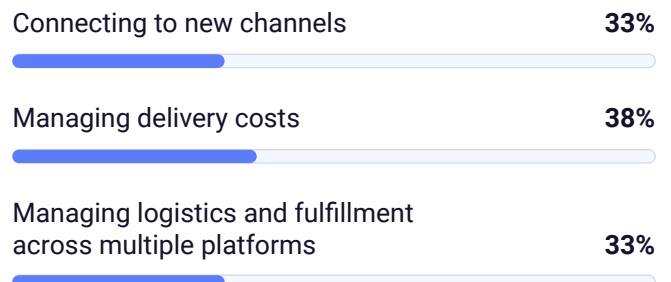 Connecting to new channels 33%
Managing delivery costs 38%
Managing logistics and fulfillment
across multiple platforms 33%